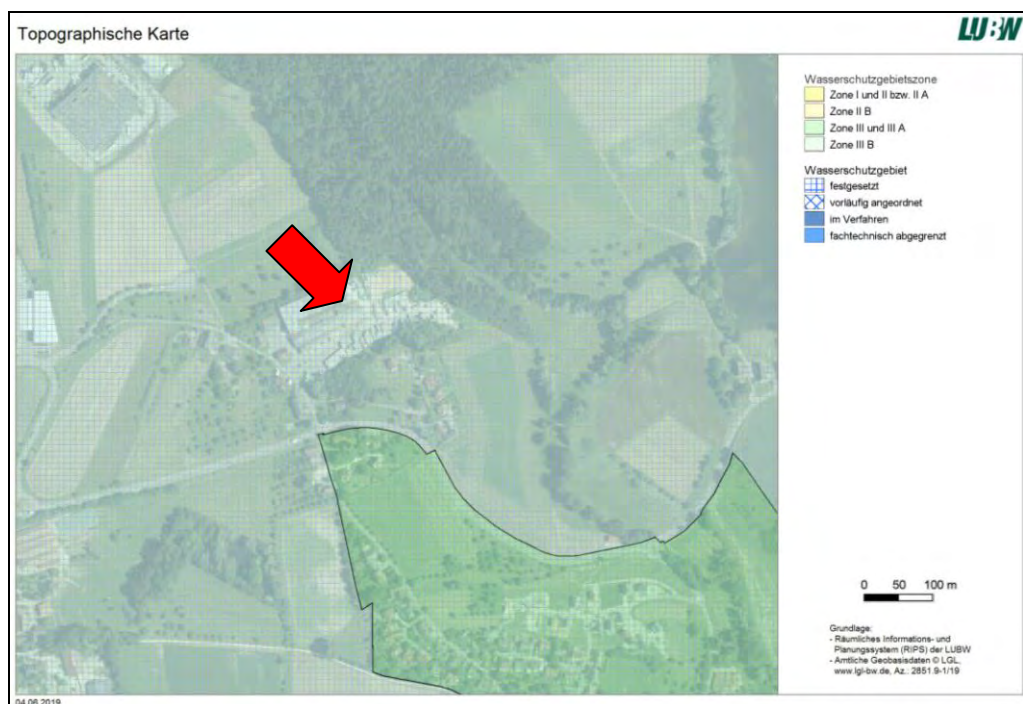 Topographische Karte
LUBW
Wasserschutzgebietszone
Zone I und II bzw. II A
Zone II B
Zone III und III A
Zone III B
Wasserschutzgebiet
festgesetzt
vorläufig angeordnet
im Verfahren
fachtechnisch abgegrenzt
0 50 100 m
Grundlage:
- Räumliches Informations- und
Planungssystem (RIPS) der LUBW
- Amtliche Geobasisdaten © LGL,
www.lgl-bw.de, Az.: 2851.9-1/19
04.06.2019